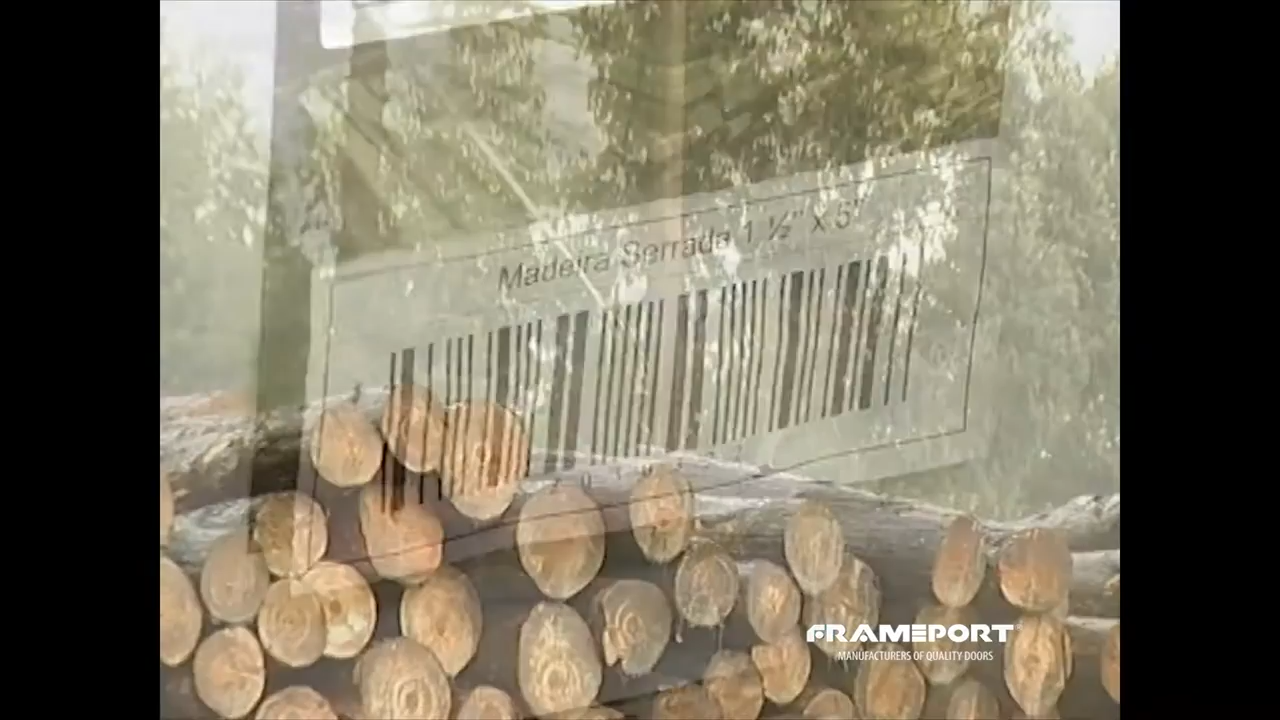 Madeira Serrada 1 ½" x 5"
FRAMEPORT®
MANUFACTURERS OF QUALITY DOORS